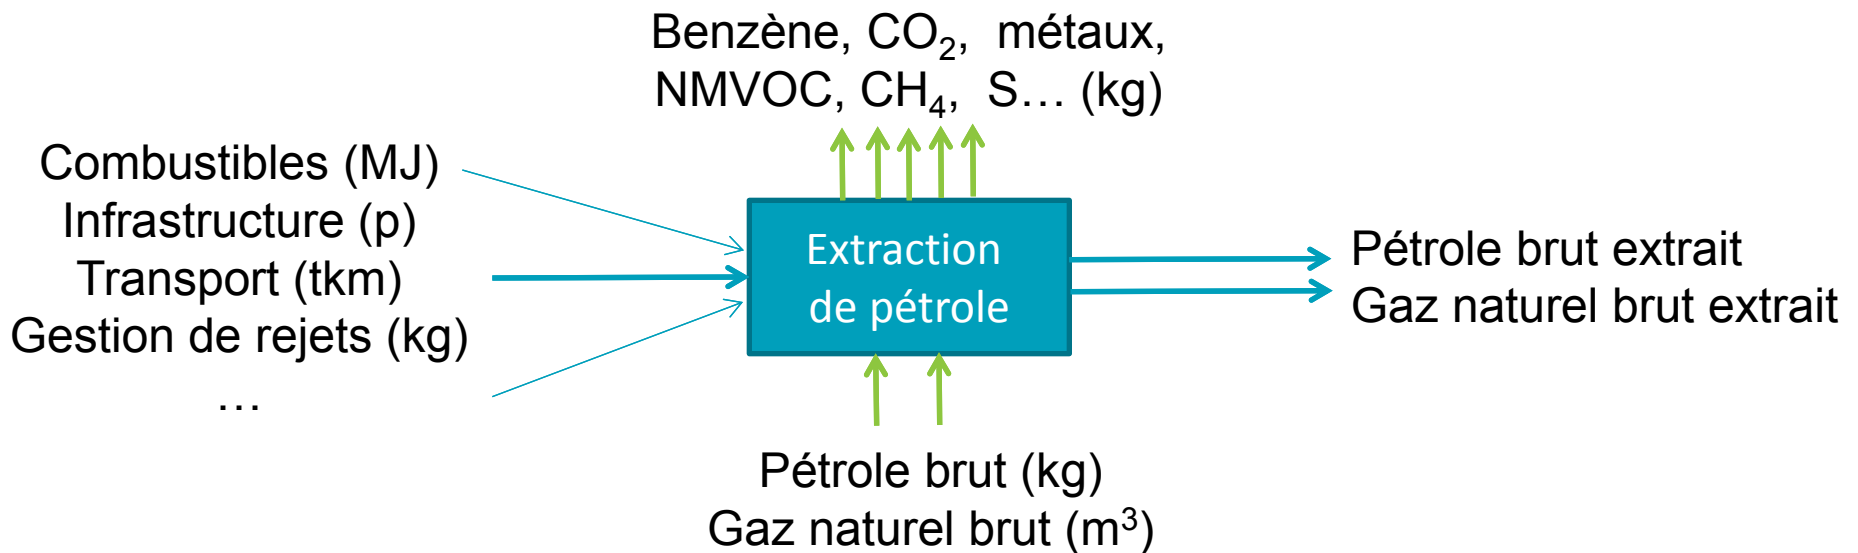 Benzène, CO₂, métaux,
NMVOC, CH₄, S… (kg)
Combustibles (MJ)
Infrastructure (p)
Transport (tkm)
Gestion de rejets (kg)
…
Extraction
de pétrole
Pétrole brut extrait
Gaz naturel brut extrait
Pétrole brut (kg)
Gaz naturel brut (m³)